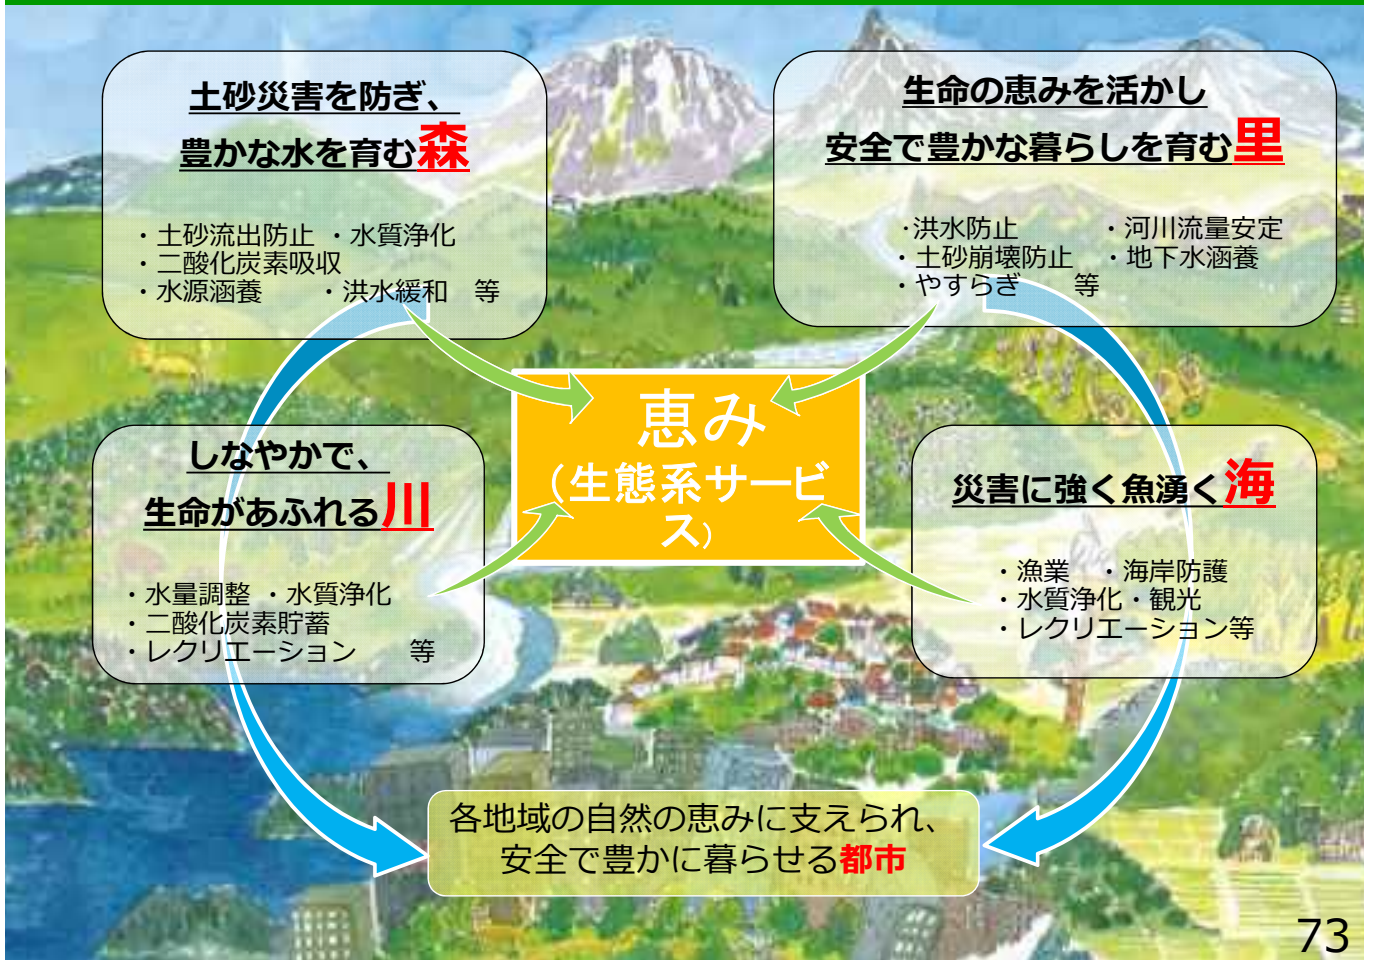 土砂災害を防ぎ、
豊かな水を育む森
・土砂流出防止 ・水質浄化
・二酸化炭素吸収
・水源涵養 ・洪水緩和 等
生命の恵みを活かし
安全で豊かな暮らしを育む里
・洪水防止 ・河川流量安定
・土砂崩壊防止 ・地下水涵養
・やすらぎ 等
恵み
（生態系サービ
ス）
しなやかで、
生命があふれる川
・水量調整 ・水質浄化
・二酸化炭素貯蓄
・レクリエーション 等
災害に強く魚湧く海
・漁業 ・海岸防護
・水質浄化・観光
・レクリエーション等
各地域の自然の恵みに支えられ、
安全で豊かに暮らせる都市
73